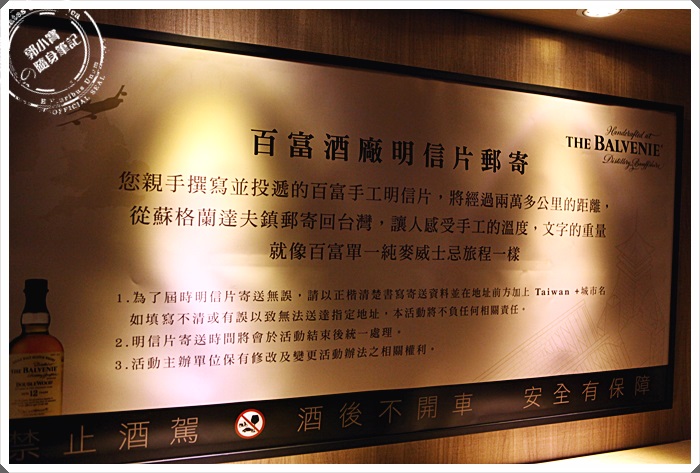 郭小寶
の隨身筆記
E Pluribus Unum
OFFICIAL SEAL
Handcrafted at
THE BALVENIE
百富酒廠明信片郵寄
您親手撰寫並投遞的百富手工明信片，將經過兩萬多公里的距離，
從蘇格蘭達夫鎮郵寄回台灣，讓人感受手工的溫度，文字的重量
就像百富單一純麥威士忌旅程一樣
1.為了屆時明信片寄送無誤，請以正楷清楚書寫寄送資料並在地址前方加上 Taiwan +城市名
如填寫不清或有誤以致無法送達指定地址，本活動將不負任何相關責任。
2.明信片寄送時間將會於活動結束後統一處理。
3.活動主辦單位保有修改及變更活動辦法之相關權利。
THE
BALVENIE
DOUBLEWOOD
12
禁止酒駕 酒後不開車 安全有保障